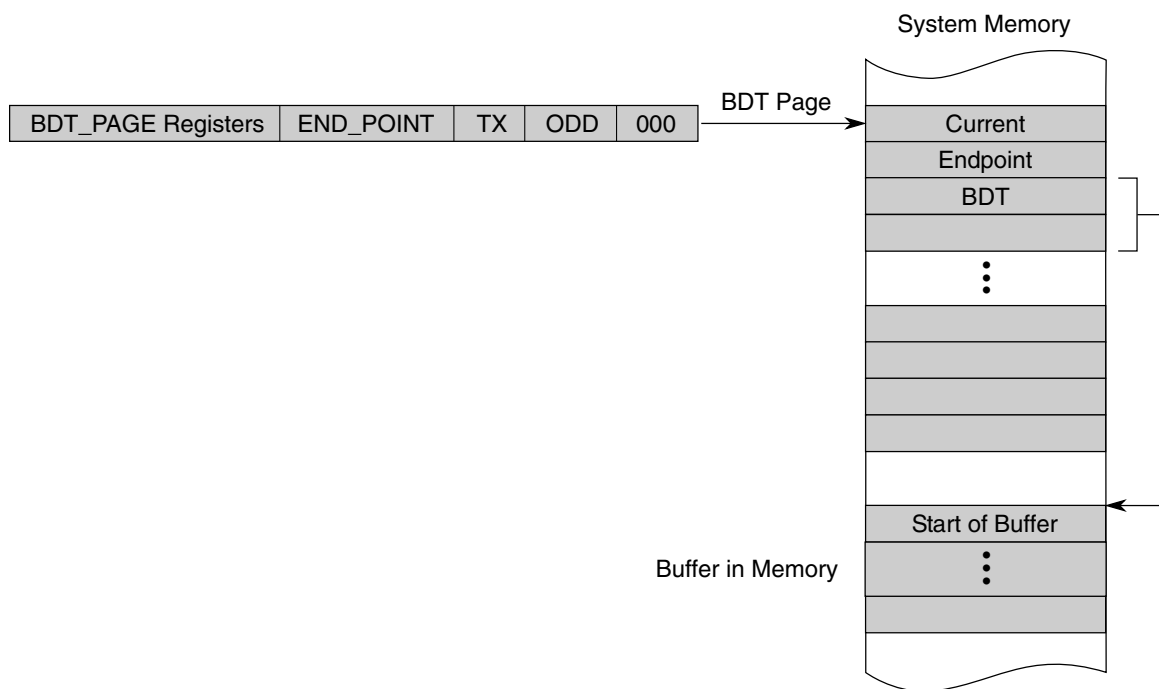 System Memory
BDT_PAGE Registers END_POINT TX ODD 000
BDT Page
Current
Endpoint
BDT
Start of Buffer
Buffer in Memory